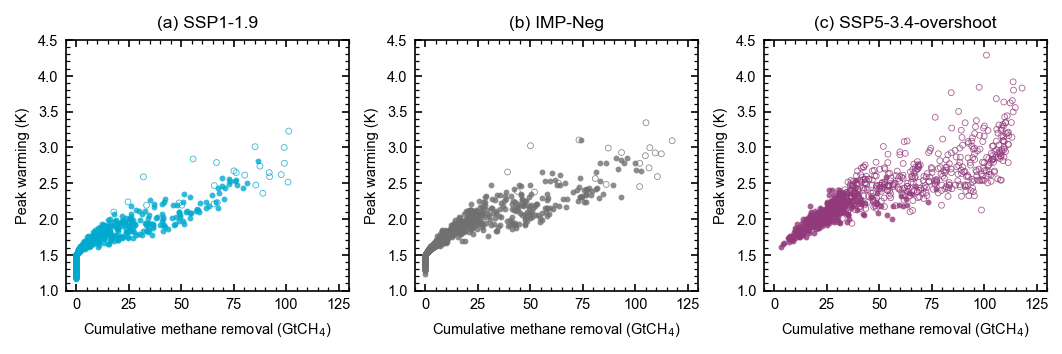 (a) SSP1-1.9
(b) IMP-Neg
(c) SSP5-3.4-overshoot
Peak warming (K)
4.5
4.0
3.5
3.0
2.5
2.0
1.5
1.0
0 25 50 75 100 125
Cumulative methane removal (GtCH₄)
Peak warming (K)
4.5
4.0
3.5
3.0
2.5
2.0
1.5
1.0
0 25 50 75 100 125
Cumulative methane removal (GtCH₄)
Peak warming (K)
4.5
4.0
3.5
3.0
2.5
2.0
1.5
1.0
0 25 50 75 100 125
Cumulative methane removal (GtCH₄)